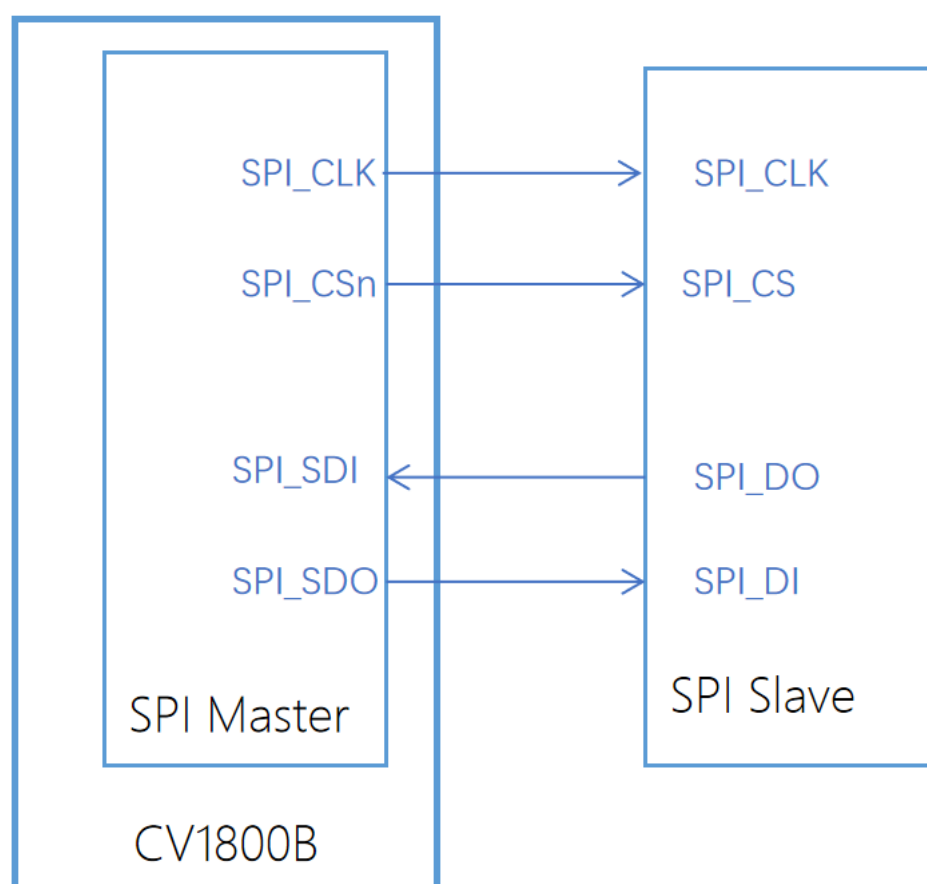 SPI_CLK
SPI_CLK
SPI_CSn
SPI_CS
SPI_SDI
SPI_DO
SPI_SDO
SPI_DI
SPI Master
SPI Slave
CV1800B